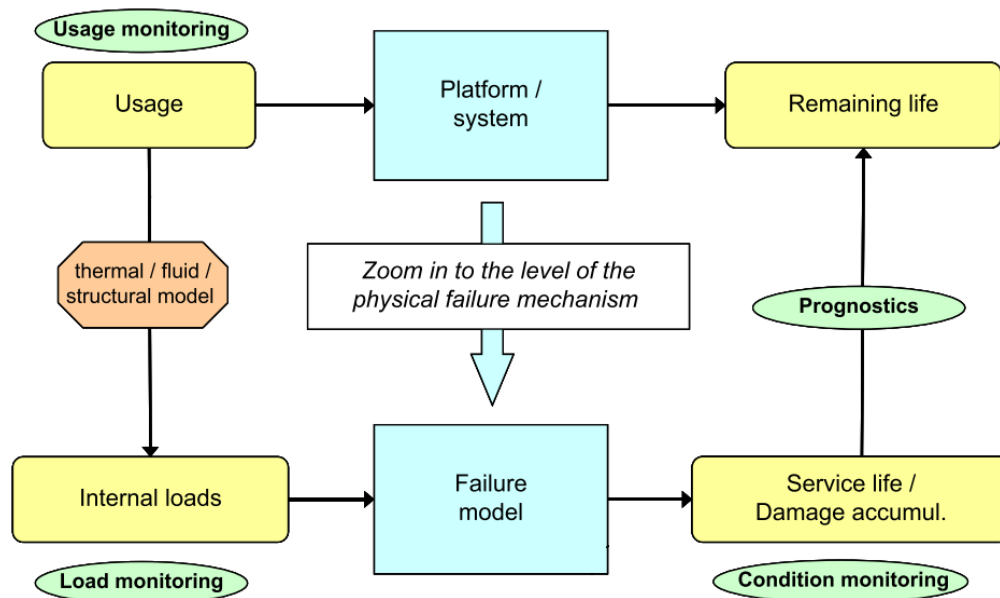 Usage monitoring
Usage
Platform /
system
Remaining life
thermal / fluid /
structural model
Zoom in to the level of the
physical failure mechanism
Prognostics
Internal loads
Failure
model
Service life /
Damage accumul.
Load monitoring
Condition monitoring